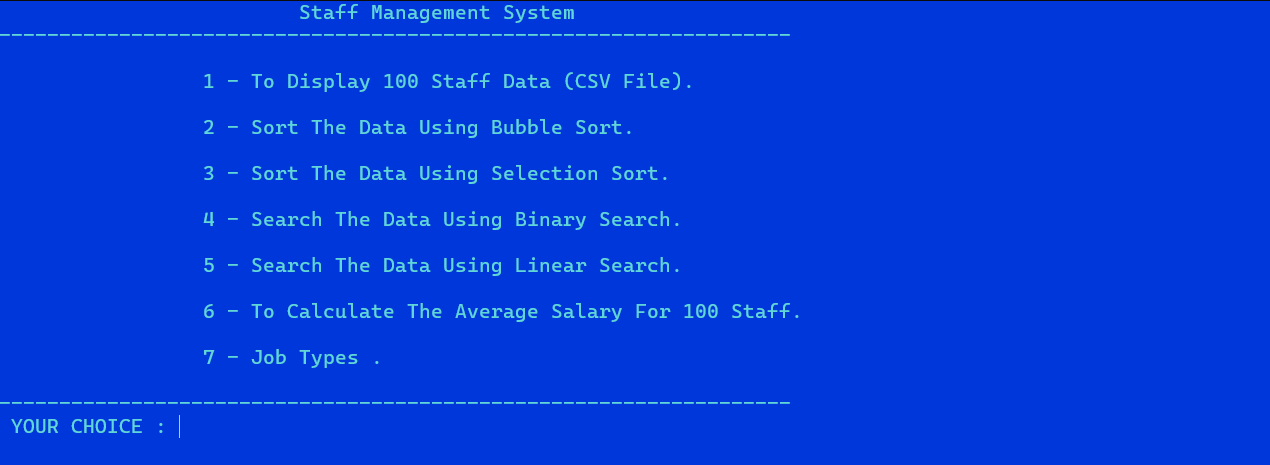 Staff Management System
------------------------------------------------------------------
1 - To Display 100 Staff Data (CSV File).
2 - Sort The Data Using Bubble Sort.
3 - Sort The Data Using Selection Sort.
4 - Search The Data Using Binary Search.
5 - Search The Data Using Linear Search.
6 - To Calculate The Average Salary For 100 Staff.
7 - Job Types .
------------------------------------------------------------------
YOUR CHOICE :